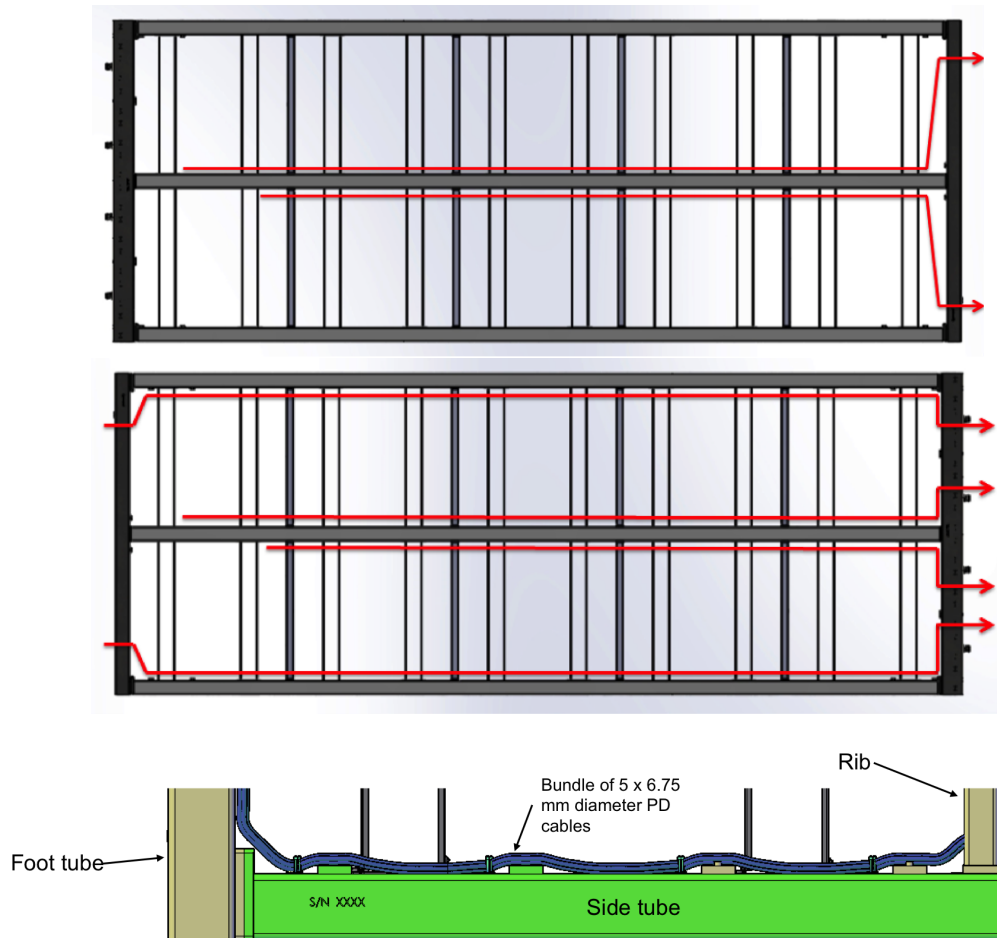 Rib
Bundle of 5 x 6.75
mm diameter PD
cables
Foot tube
S/N XXXX
Side tube